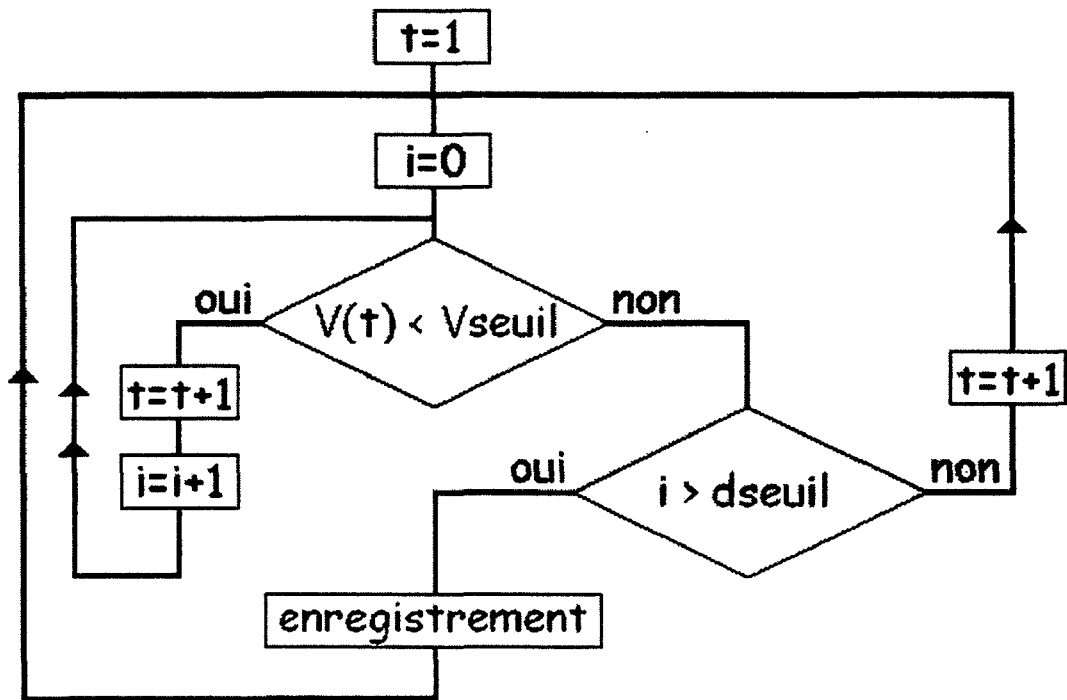 t=1
i=0
oui
V(t) < Vseuil
non
t=t+1
t=t+1
i=i+1
oui
i > dseuil
non
enregistrement